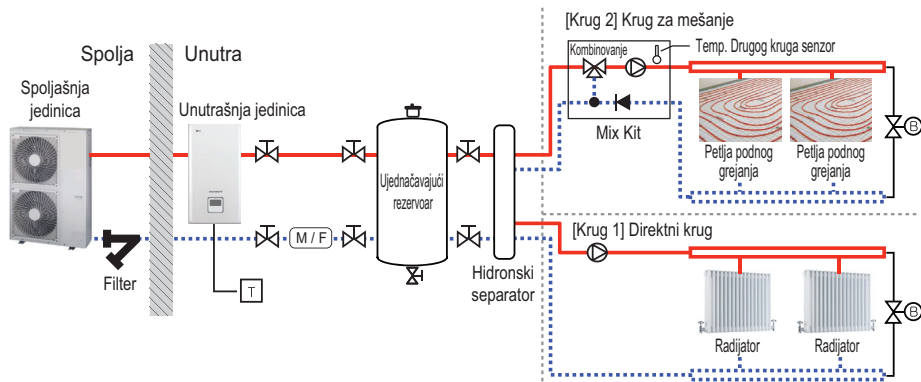 Spolja
Unutra
Spoljašnja
jedinica
Unutrašnja jedinica
Filter
T
M / F
Ujednačavajući
rezervoar
Hidronski
separator
[Krug 2] Krug za mešanje
Kombinovanje
Temp. Drugog kruga senzor
Mix Kit
Petlja podnog
grejanja
Petlja podnog
grejanja
B
[Krug 1] Direktni krug
Radijator
Radijator
B